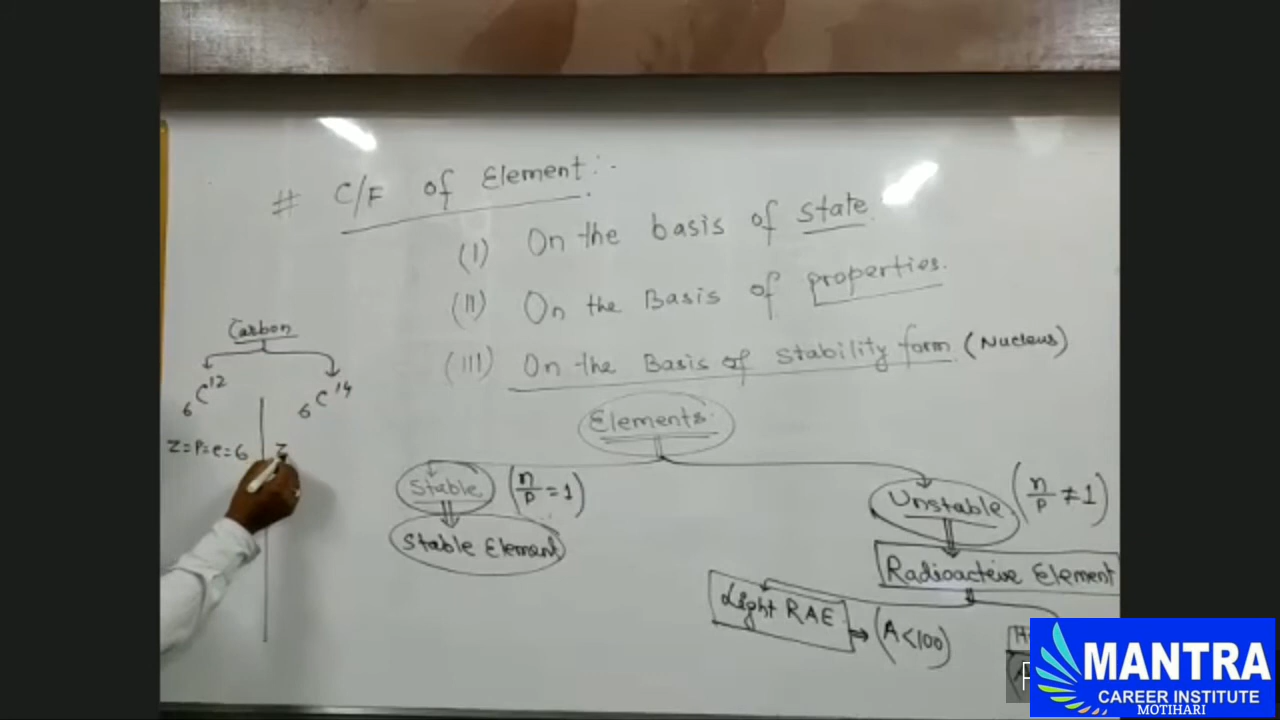 # C/F of Element :-
(I) On the basis of state.
(II) On the Basis of properties.
(III) On the Basis of stability form (Nucleus)
Carbon
₆C¹² ₆C¹⁴
Z=P=e=6 Z
Elements.
Stable (n/p = 1)
Stable Element
Unstable (n/p ≠ 1)
Radioactive Element
Light RAE → (A<100)
MANTRA
CAREER INSTITUTE
MOTIHARI